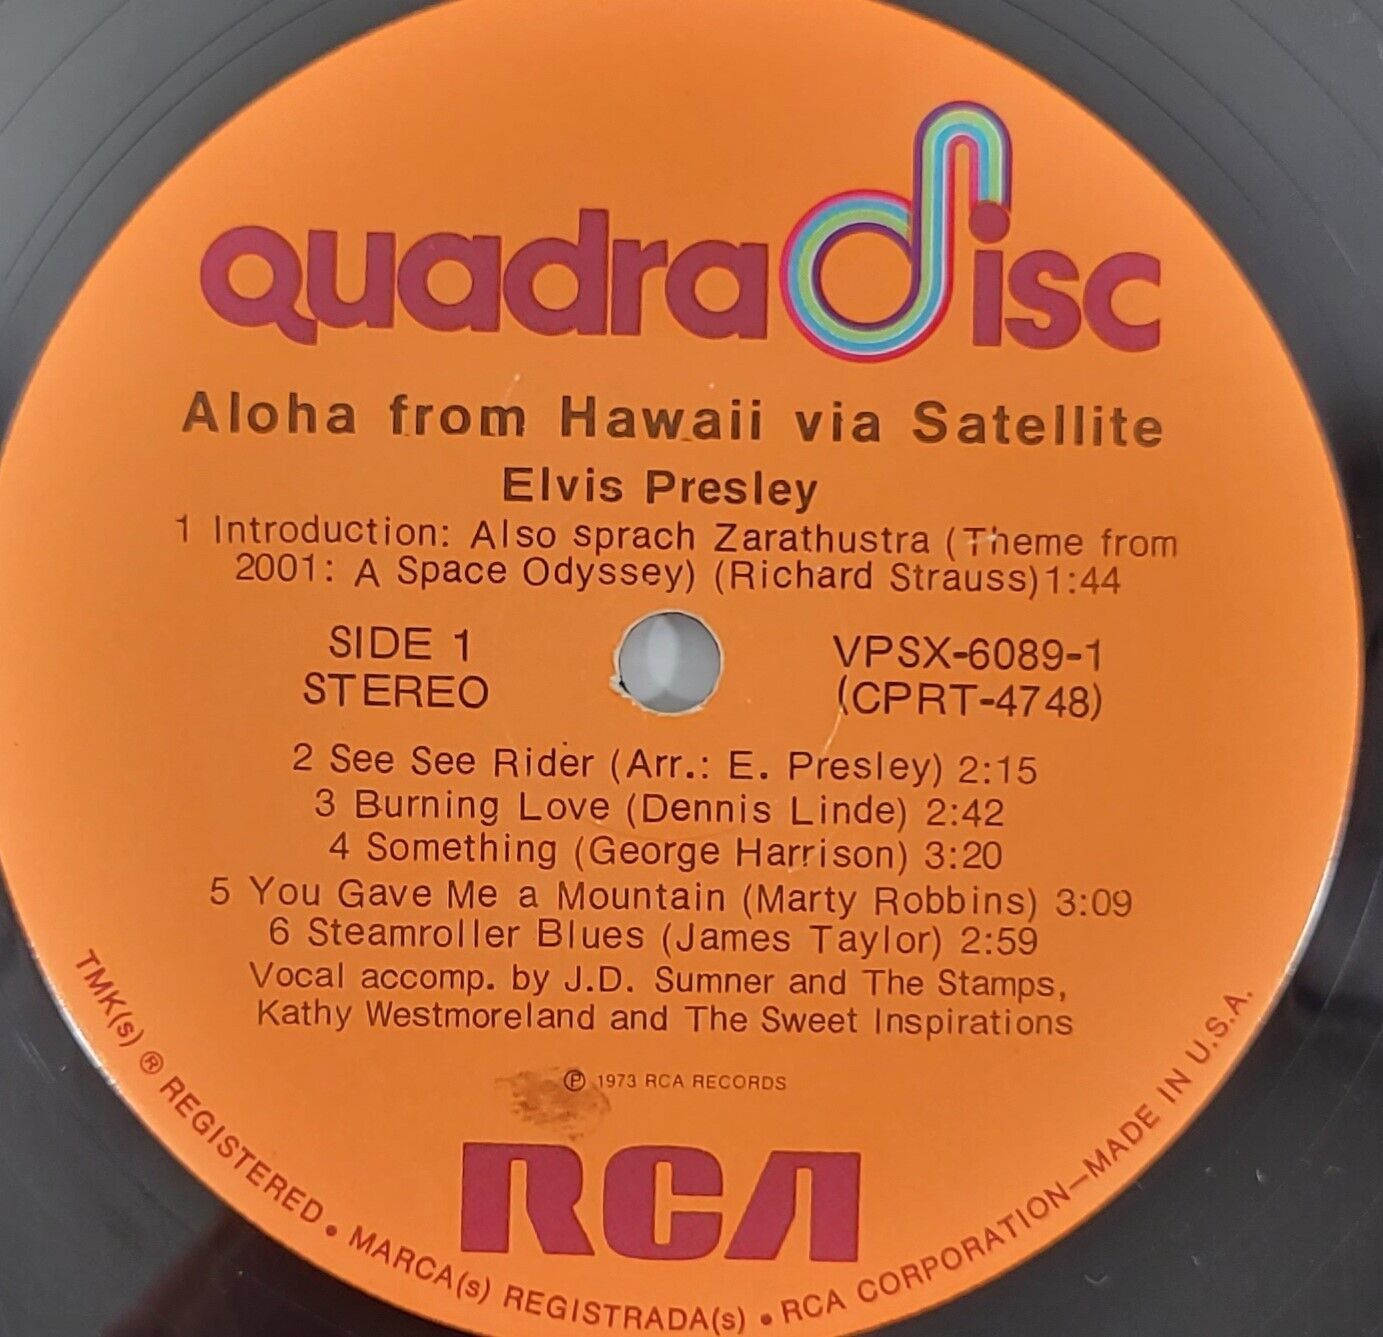 quadradisc
Aloha from Hawaii via Satellite
Elvis Presley
1 Introduction: Also sprach Zarathustra (Theme from
2001: A Space Odyssey) (Richard Strauss) 1:44
SIDE 1
STEREO
VPSX-6089-1
(CPRT-4748)
2 See See Rider (Arr.: E. Presley) 2:15
3 Burning Love (Dennis Linde) 2:42
4 Something (George Harrison) 3:20
5 You Gave Me a Mountain (Marty Robbins) 3:09
6 Steamroller Blues (James Taylor) 2:59
Vocal accomp. by J.D. Sumner and The Stamps,
Kathy Westmoreland and The Sweet Inspirations
℗ 1973 RCA RECORDS
RCA
TMK(s) ® REGISTERED • MARCA(s) REGISTRADA(s) • RCA CORPORATION—MADE IN U.S.A.